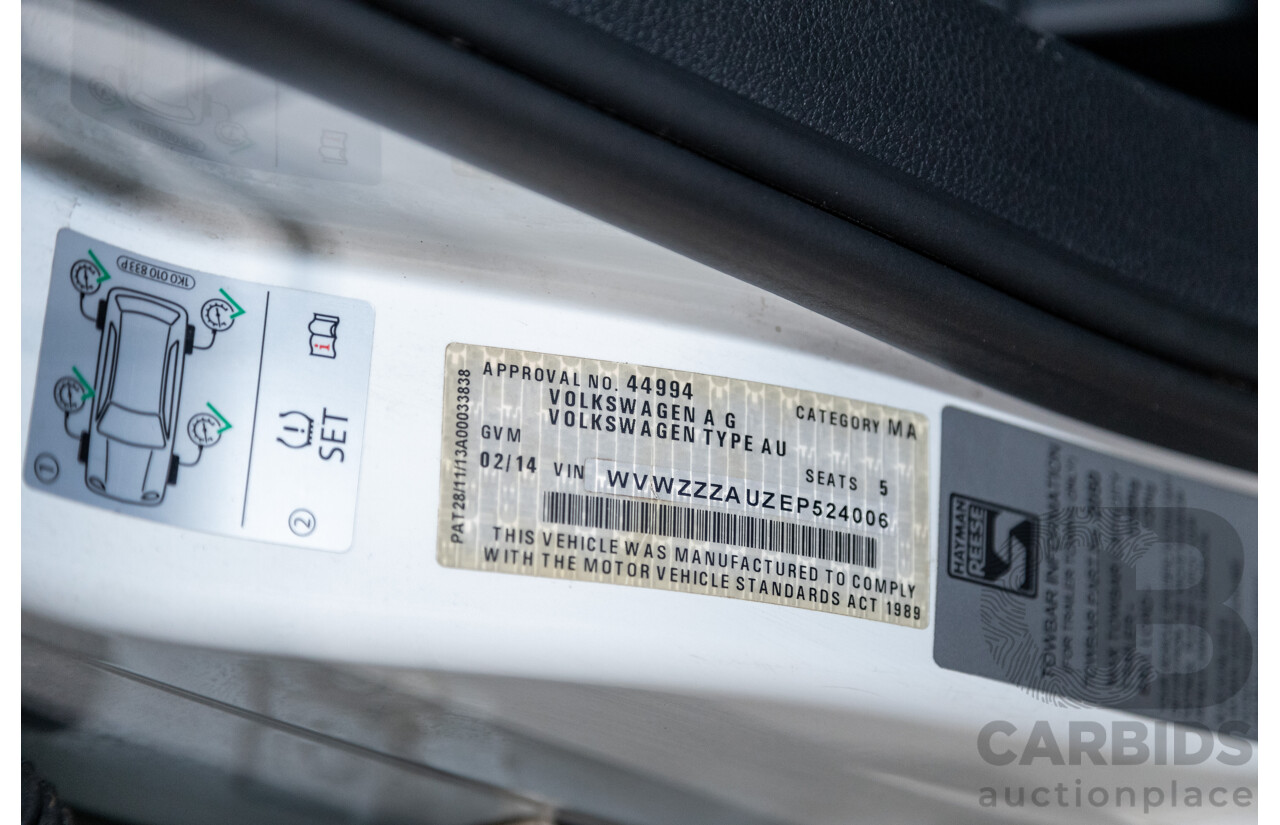 1K0 010 833P
1
i
SET
2
APPROVAL NO. 44994
CATEGORY MA
VOLKSWAGEN A G
VOLKSWAGEN TYPE AU
GVM
SEATS 5
02/14 VIN WVWZZZAUZEP524006
THIS VEHICLE WAS MANUFACTURED TO COMPLY
WITH THE MOTOR VEHICLE STANDARDS ACT 1989
PAT28/11/13A00033838
HAYMAN
REESE
TOWBAR INFORMATION
CARBIDS
auctionplace